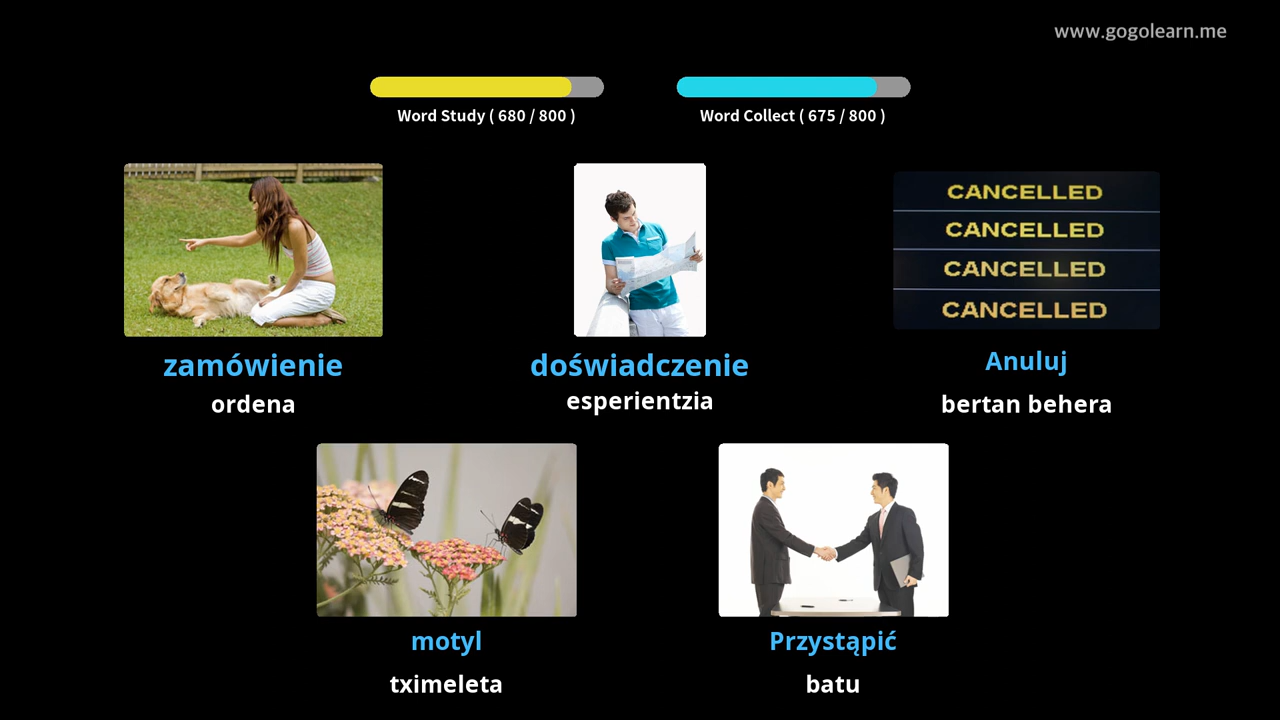 www.gogolearn.me
Word Study ( 680 / 800 )
Word Collect ( 675 / 800 )
CANCELLED
CANCELLED
CANCELLED
CANCELLED
zamówienie
ordena
doświadczenie
esperientzia
Anuluj
bertan behera
motyl
tximeleta
Przystąpić
batu